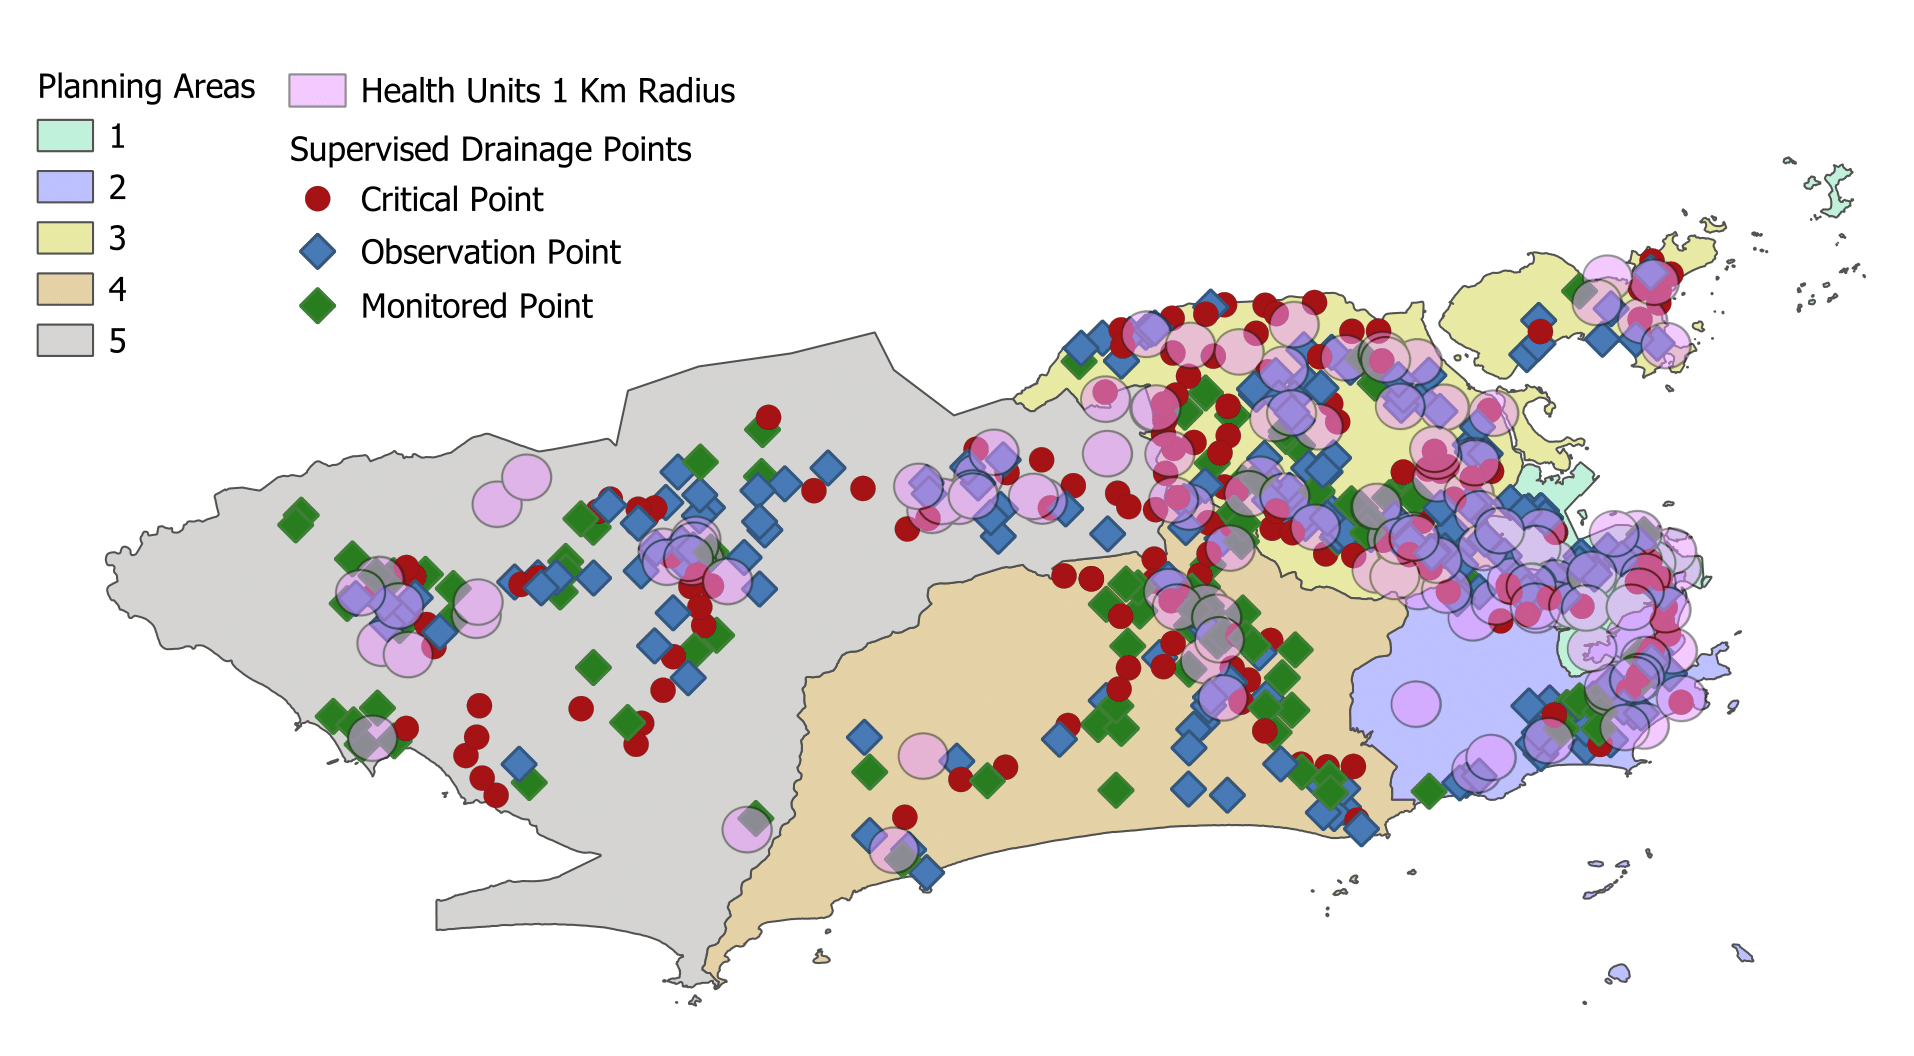 Planning Areas
1
2
3
4
5
Health Units 1 Km Radius
Supervised Drainage Points
Critical Point
Observation Point
Monitored Point